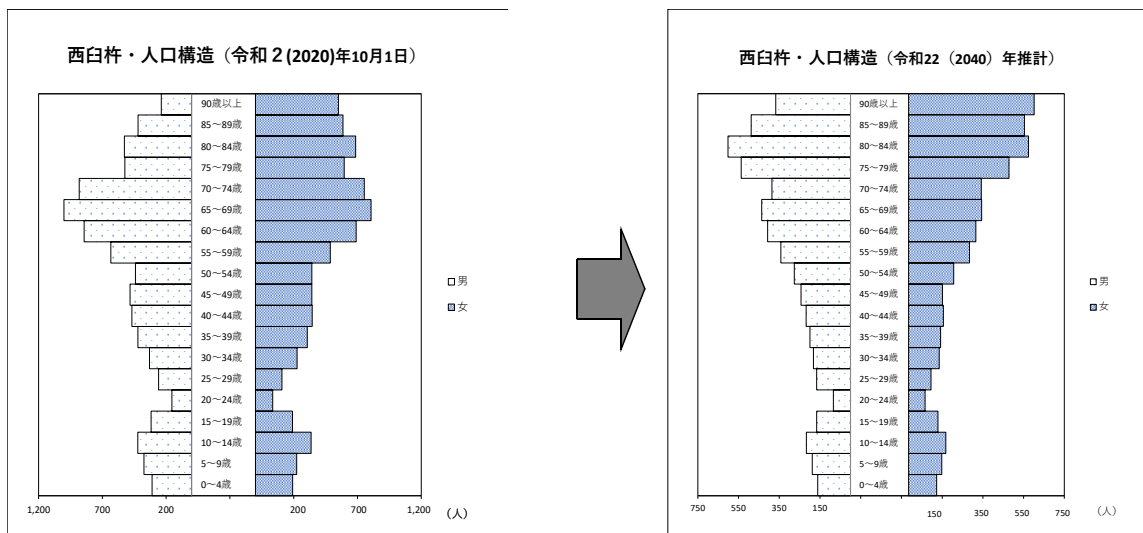 西臼杵・人口構造（令和２(2020)年10月1日）
90歳以上
85～89歳
80～84歳
75～79歳
70～74歳
65～69歳
60～64歳
55～59歳
50～54歳
45～49歳
40～44歳
35～39歳
30～34歳
25～29歳
20～24歳
15～19歳
10～14歳
5～9歳
0～4歳
男
女
1,200 700 200 200 700 1,200 （人）
西臼杵・人口構造（令和22（2040）年推計）
90歳以上
85～89歳
80～84歳
75～79歳
70～74歳
65～69歳
60～64歳
55～59歳
50～54歳
45～49歳
40～44歳
35～39歳
30～34歳
25～29歳
20～24歳
15～19歳
10～14歳
5～9歳
0～4歳
男
女
750 550 350 150 150 350 550 750 （人）